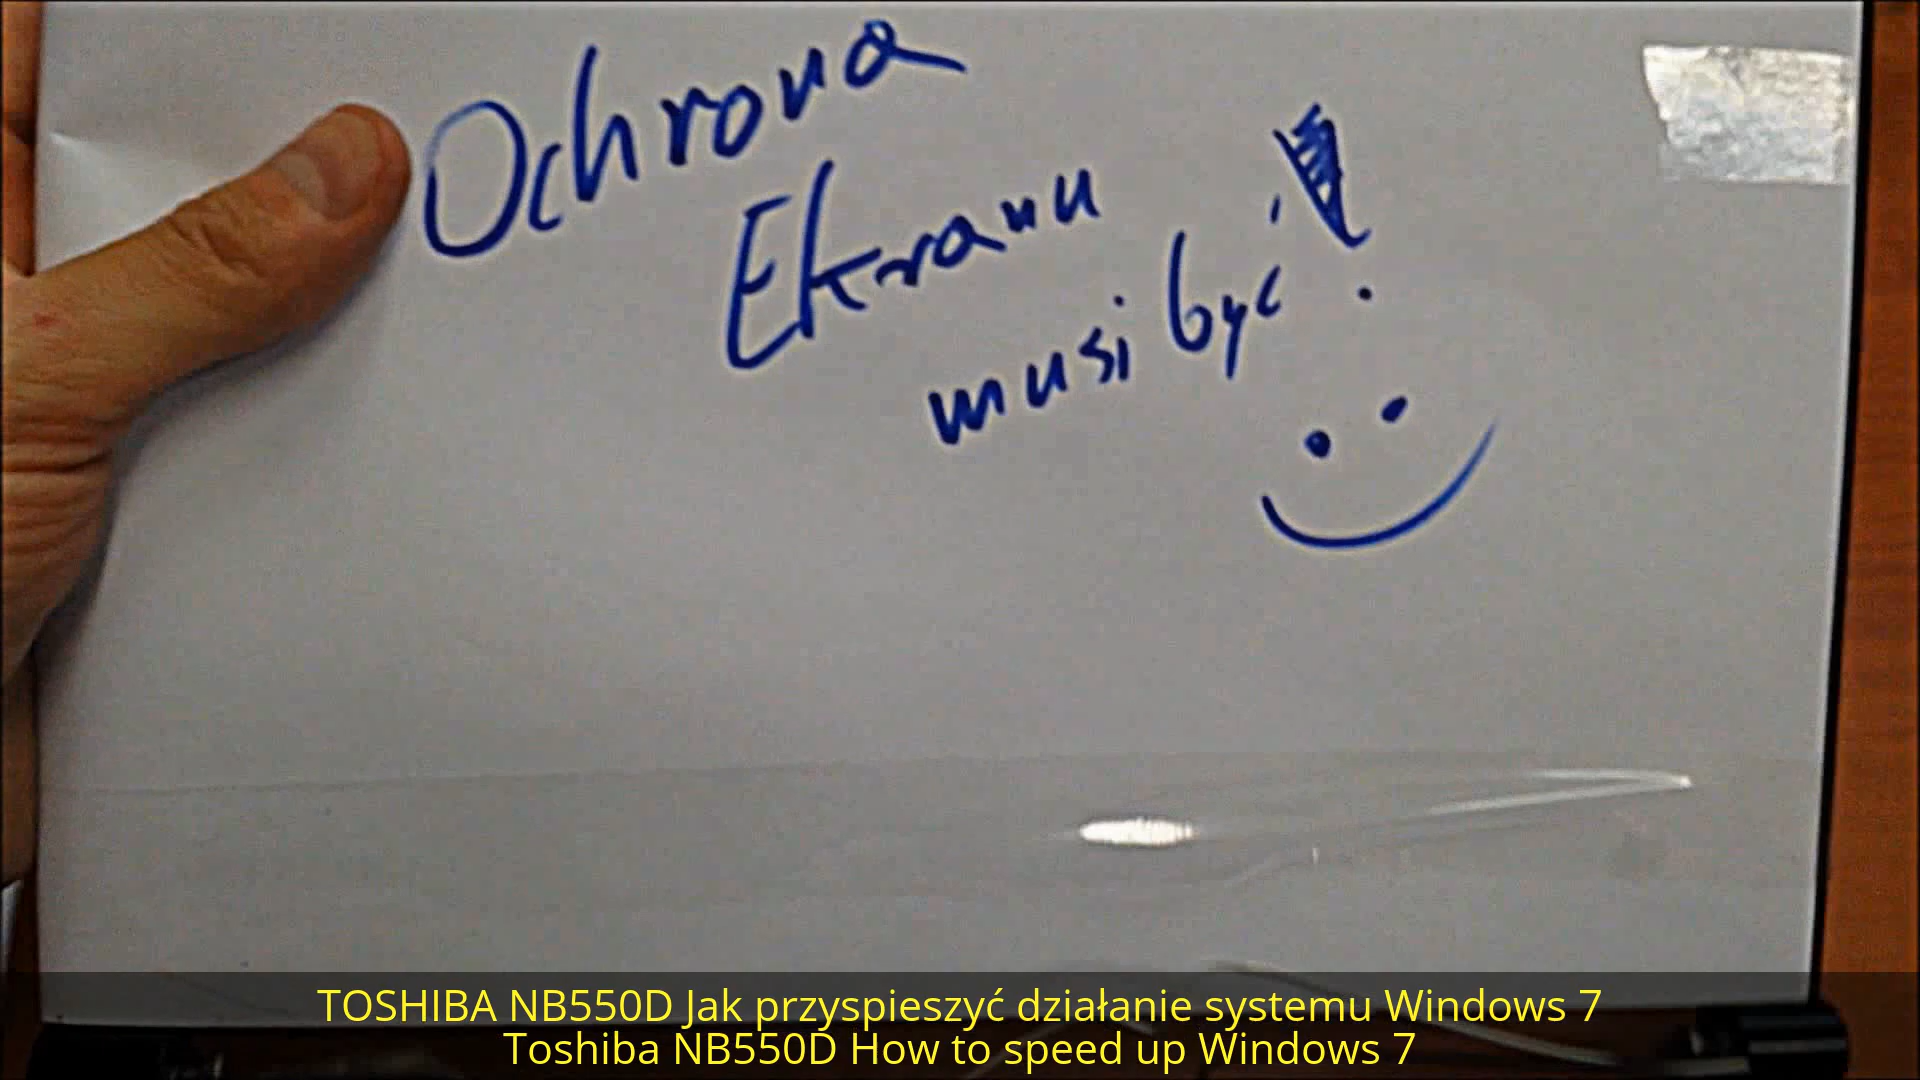 Ochrona
Ekranu
musi być!
TOSHIBA NB550D Jak przyspieszyć działanie systemu Windows 7
Toshiba NB550D How to speed up Windows 7